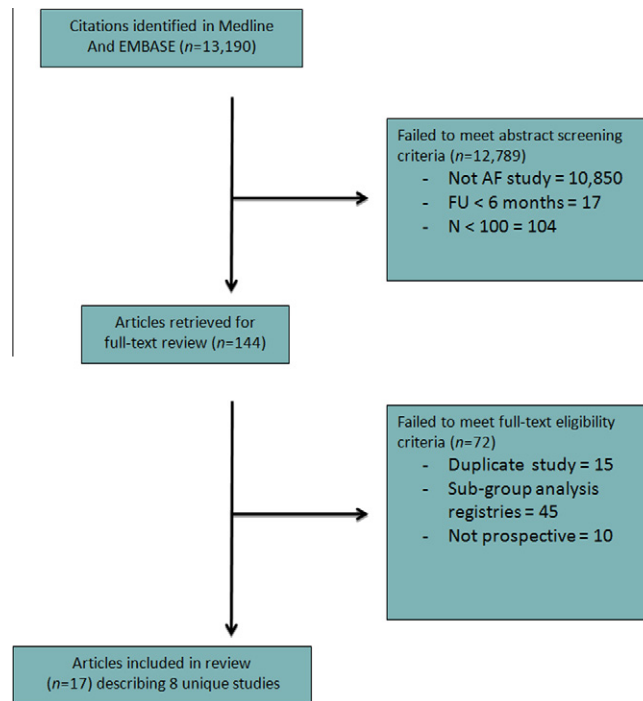 Citations identified in Medline
And EMBASE (n=13,190)
Failed to meet abstract screening
criteria (n=12,789)
- Not AF study = 10,850
- FU < 6 months = 17
- N < 100 = 104
Articles retrieved for
full-text review (n=144)
Failed to meet full-text eligibility
criteria (n=72)
- Duplicate study = 15
- Sub-group analysis
registries = 45
- Not prospective = 10
Articles included in review
(n=17) describing 8 unique studies